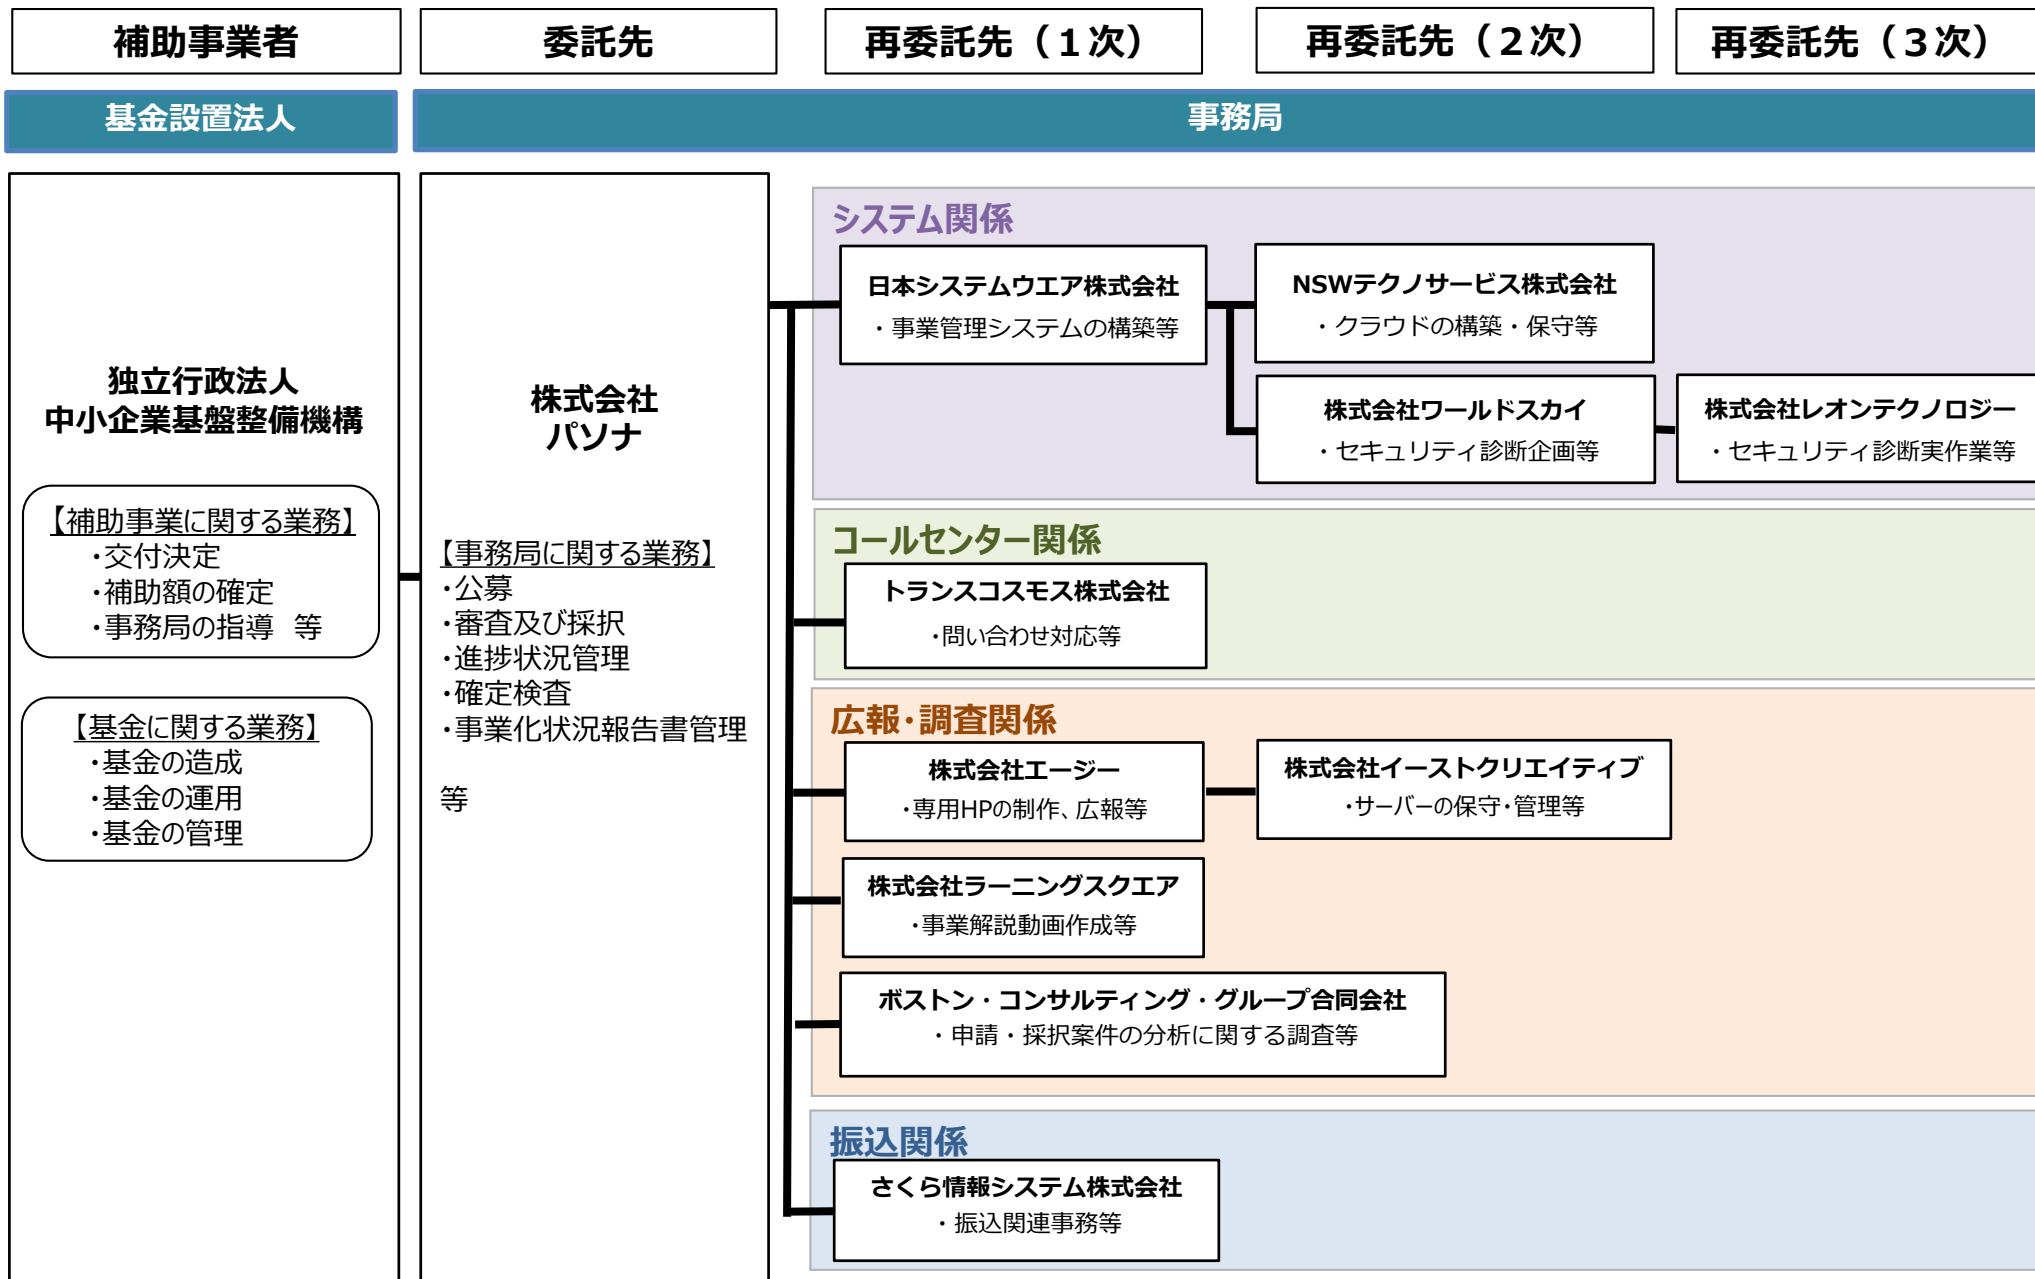 補助事業者
委託先
再委託先（１次）
再委託先（２次）
再委託先（３次）
基金設置法人
事務局
独立行政法人
中小企業基盤整備機構
【補助事業に関する業務】
・交付決定
・補助額の確定
・事務局の指導　等
【基金に関する業務】
・基金の造成
・基金の運用
・基金の管理
株式会社
パソナ
【事務局に関する業務】
・公募
・審査及び採択
・進捗状況管理
・確定検査
・事業化状況報告書管理
等
システム関係
日本システムウエア株式会社
・事業管理システムの構築等
NSWテクノサービス株式会社
・クラウドの構築・保守等
株式会社ワールドスカイ
・セキュリティ診断企画等
株式会社レオンテクノロジー
・セキュリティ診断実作業等
コールセンター関係
トランスコスモス株式会社
・問い合わせ対応等
広報・調査関係
株式会社エージー
・専用HPの制作、広報等
株式会社イーストクリエイティブ
・サーバーの保守・管理等
株式会社ラーニングスクエア
・事業解説動画作成等
ボストン・コンサルティング・グループ合同会社
・申請・採択案件の分析に関する調査等
振込関係
さくら情報システム株式会社
・振込関連事務等